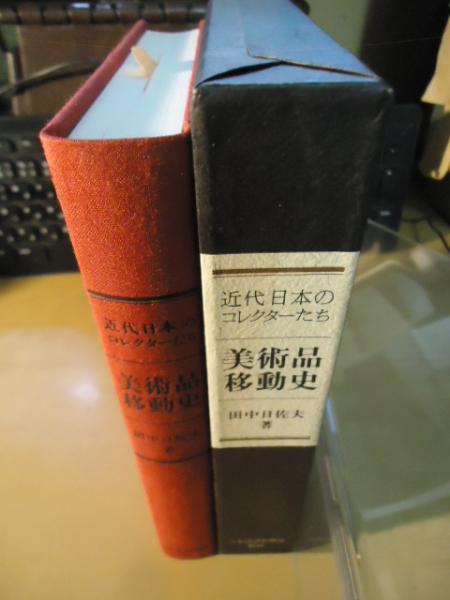 近代日本の
コレクターたち
美術品
移動史
田中日佐夫
著
近代日本の
コレクターたち
美術品
移動史
田中日佐夫
著